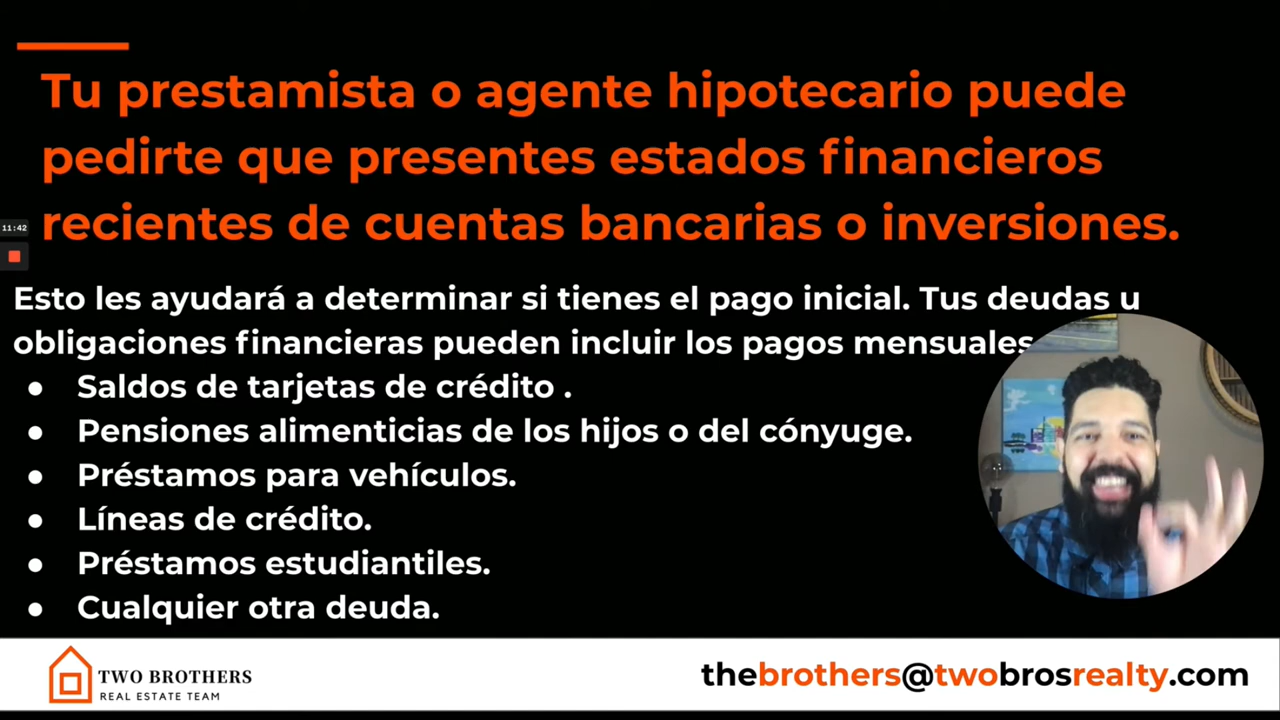 Tu prestamista o agente hipotecario puede
pedirte que presentes estados financieros
recientes de cuentas bancarias o inversiones.
11:42
Esto les ayudará a determinar si tienes el pago inicial. Tus deudas u
obligaciones financieras pueden incluir los pagos mensuales
● Saldos de tarjetas de crédito .
● Pensiones alimenticias de los hijos o del cónyuge.
● Préstamos para vehículos.
● Líneas de crédito.
● Préstamos estudiantiles.
● Cualquier otra deuda.
TWO BROTHERS
REAL ESTATE TEAM
thebrothers@twobrosrealty.com